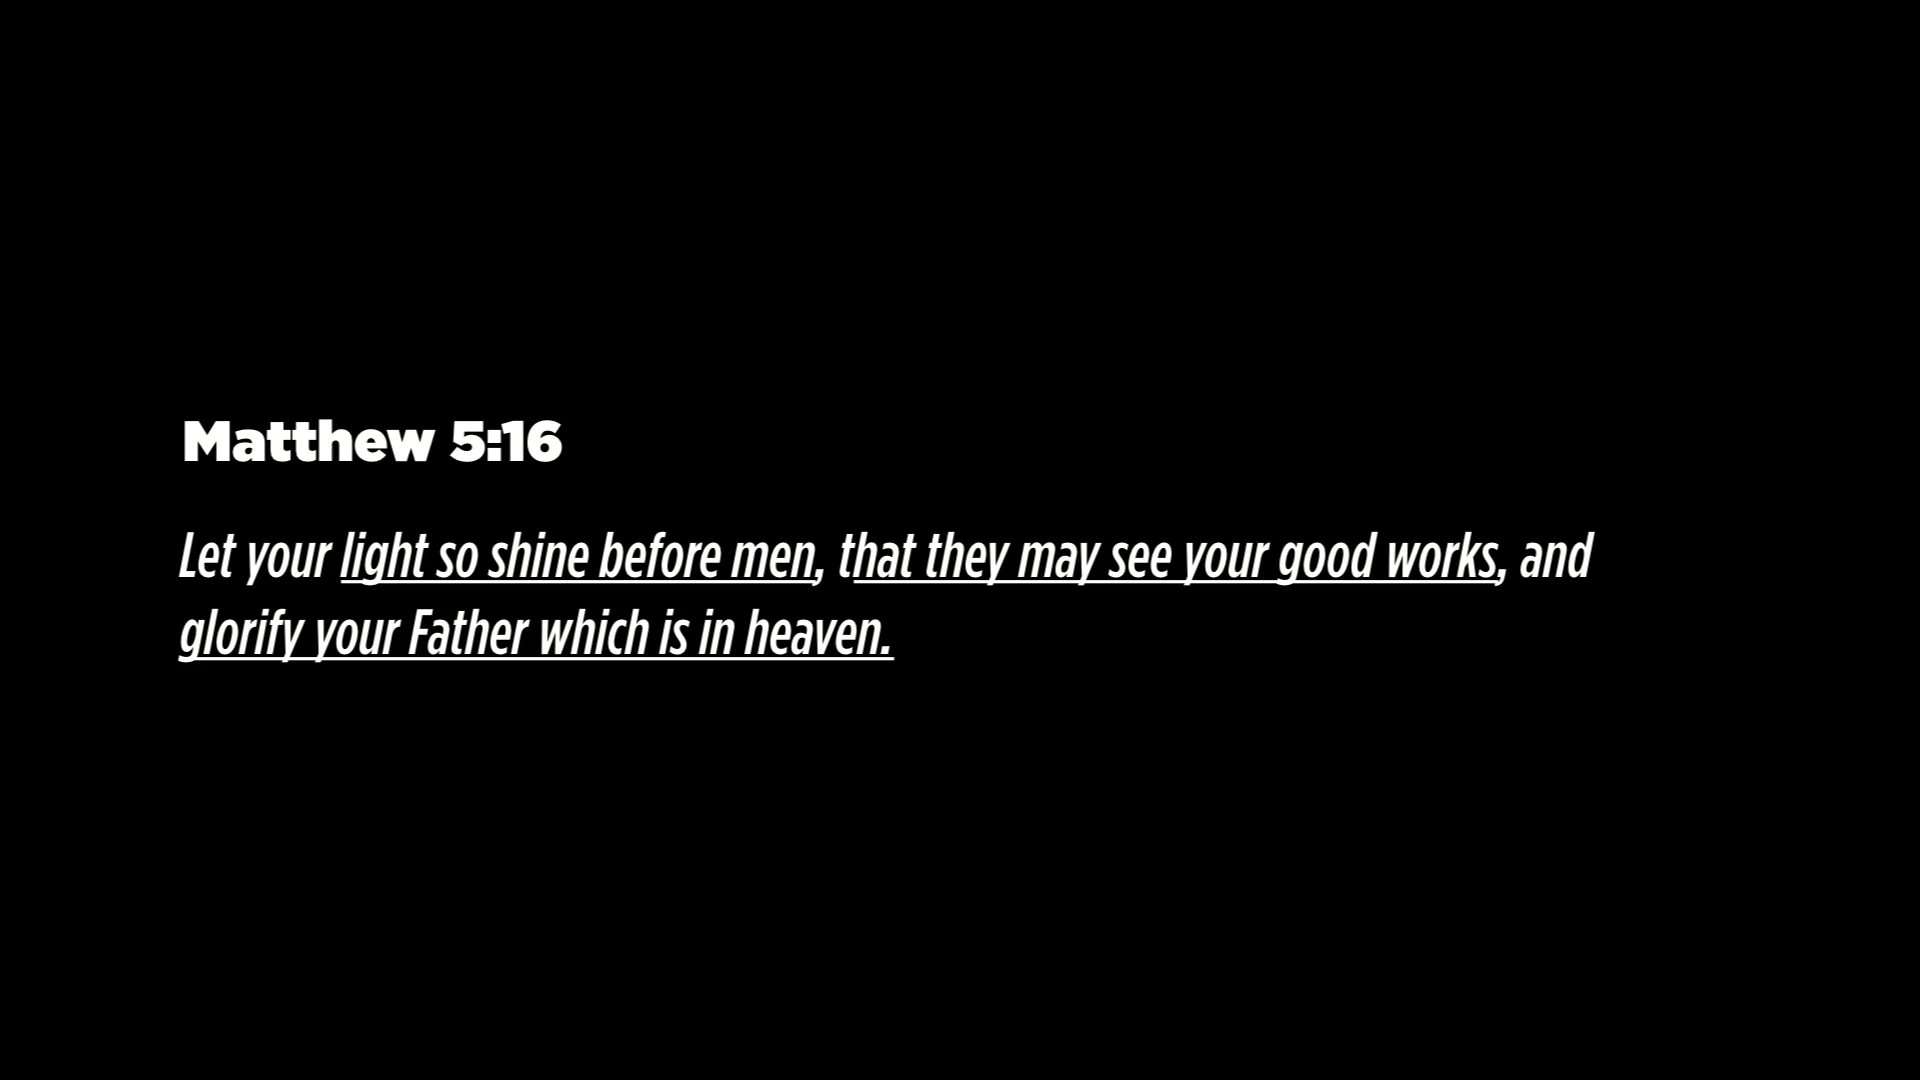 Matthew 5:16
Let your light so shine before men, that they may see your good works, and
glorify your Father which is in heaven.